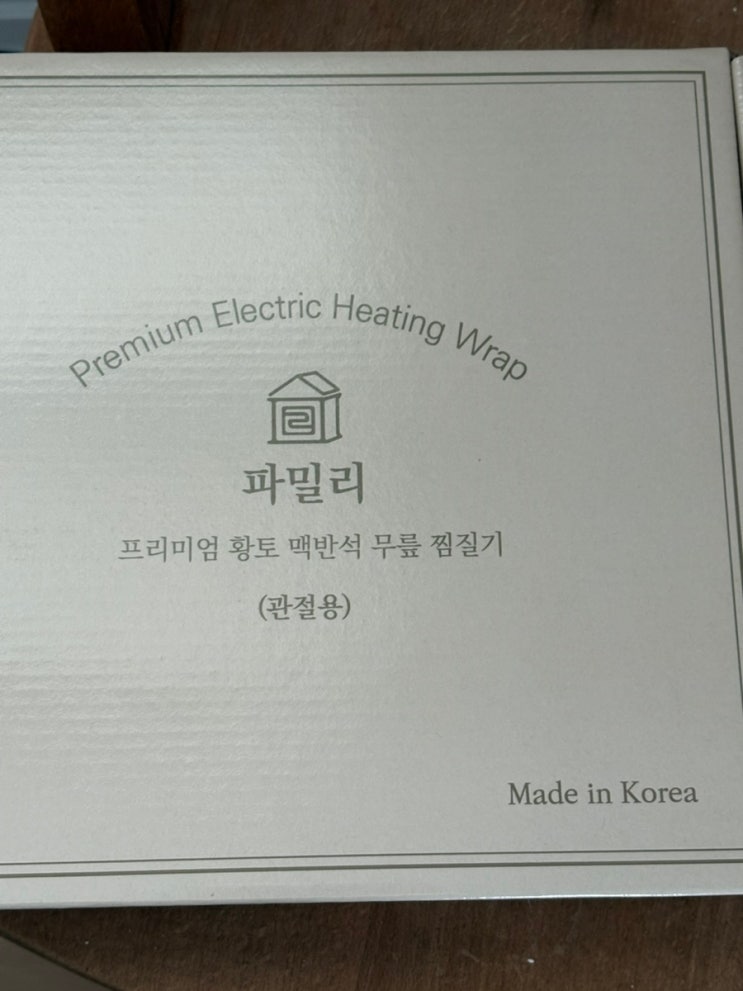 Premium Electric Heating Wrap
파밀리
프리미엄 황토 맥반석 무릎 찜질기
(관절용)
Made in Korea